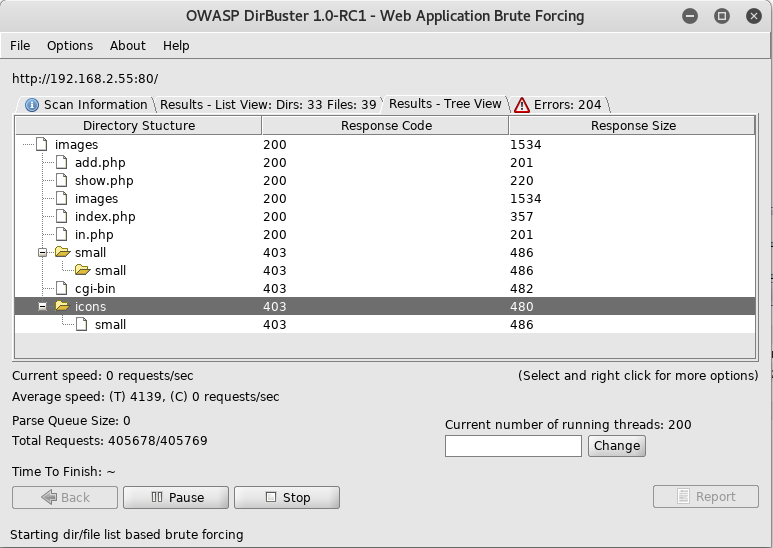 OWASP DirBuster 1.0-RC1 - Web Application Brute Forcing
File Options About Help
http://192.168.2.55:80/
Scan Information Results - List View: Dirs: 33 Files: 39 Results - Tree View Errors: 204
Directory Stucture Response Code Response Size
images 200 1534
add.php 200 201
show.php 200 220
images 200 1534
index.php 200 357
in.php 200 201
small 403 486
small 403 486
cgi-bin 403 482
icons 403 480
small 403 486
Current speed: 0 requests/sec (Select and right click for more options)
Average speed: (T) 4139, (C) 0 requests/sec
Parse Queue Size: 0
Current number of running threads: 200
Total Requests: 405678/405769
Change
Time To Finish: ~
Back Pause Stop Report
Starting dir/file list based brute forcing